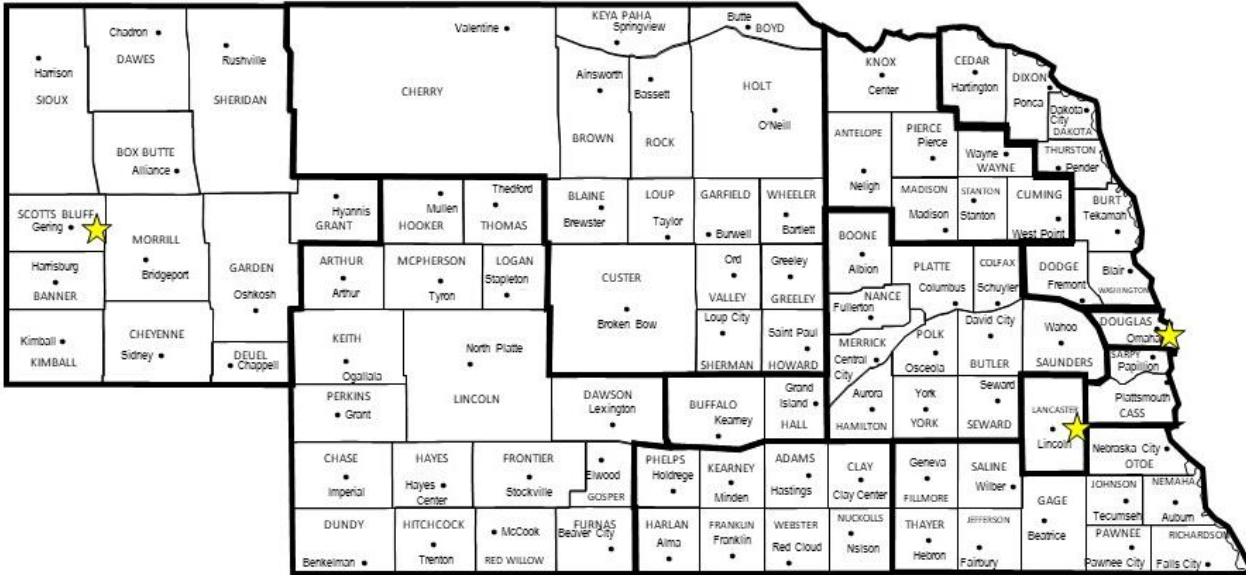 Chadron
DAWES
Harrison
SIOUX
Rushville
SHERIDAN
BOX BUTTE
Alliance
SCOTTS BLUFF
Gering
MORRILL
Bridgeport
Harrisburg
BANNER
GARDEN
Oshkosh
Kimball
KIMBALL
CHEYENNE
Sidney
DEUEL
Chappell
Valentine
CHERRY
KEYA PAHA
Springview
Butte
BOYD
Ainsworth
BROWN
Bassett
ROCK
HOLT
O'Neill
Hyannis
GRANT
Mullen
HOOKER
Thedford
THOMAS
BLAINE
Brewster
LOUP
Taylor
GARFIELD
Burwell
WHEELER
Bartlett
ARTHUR
Arthur
MCPHERSON
Tyron
LOGAN
Stapleton
CUSTER
Broken Bow
Ord
VALLEY
Greeley
GREELEY
Loup City
SHERMAN
Saint Paul
HOWARD
KEITH
Ogallala
North Platte
LINCOLN
PERKINS
Grant
DAWSON
Lexington
BUFFALO
Kearney
Grand
Island
HALL
CHASE
Imperial
HAYES
Hayes
Center
FRONTIER
Stockville
Elwood
GOSPER
DUNDY
Benkelman
HITCHCOCK
Trenton
McCook
RED WILLOW
FURNAS
Beaver City
PHELPS
Holdrege
KEARNEY
Minden
ADAMS
Hastings
CLAY
Clay Center
HARLAN
Alma
FRANKLIN
Franklin
WEBSTER
Red Cloud
NUCKOLLS
Nslson
KNOX
Center
CEDAR
Hartington
DIXON
Ponca
Dakota
City
DAKOTA
ANTELOPE
Neligh
PIERCE
Pierce
Wayne
WAYNE
THURSTON
Pender
MADISON
Madison
STANTON
Stanton
CUMING
West Point
BURT
Tekamah
BOONE
Albion
PLATTE
Columbus
COLFAX
Schuyler
DODGE
Fremont
Blair
WASHINGTON
NANCE
Fullerton
MERRICK
Central
City
POLK
Osceola
David City
BUTLER
Wahoo
SAUNDERS
DOUGLAS
Omaha
SARPY
Papillion
Aurora
HAMILTON
York
YORK
Seward
SEWARD
LANCASTER
Lincoln
Plattsmouth
CASS
Nebraska City
OTOE
Geneva
FILLMORE
SALINE
Wilber
GAGE
Beatrice
JOHNSON
Tecumseh
NEMAHA
Auburn
THAYER
Hebron
JEFFERSON
Fairbury
PAWNEE
Pawnee City
RICHARDSON
Falls City